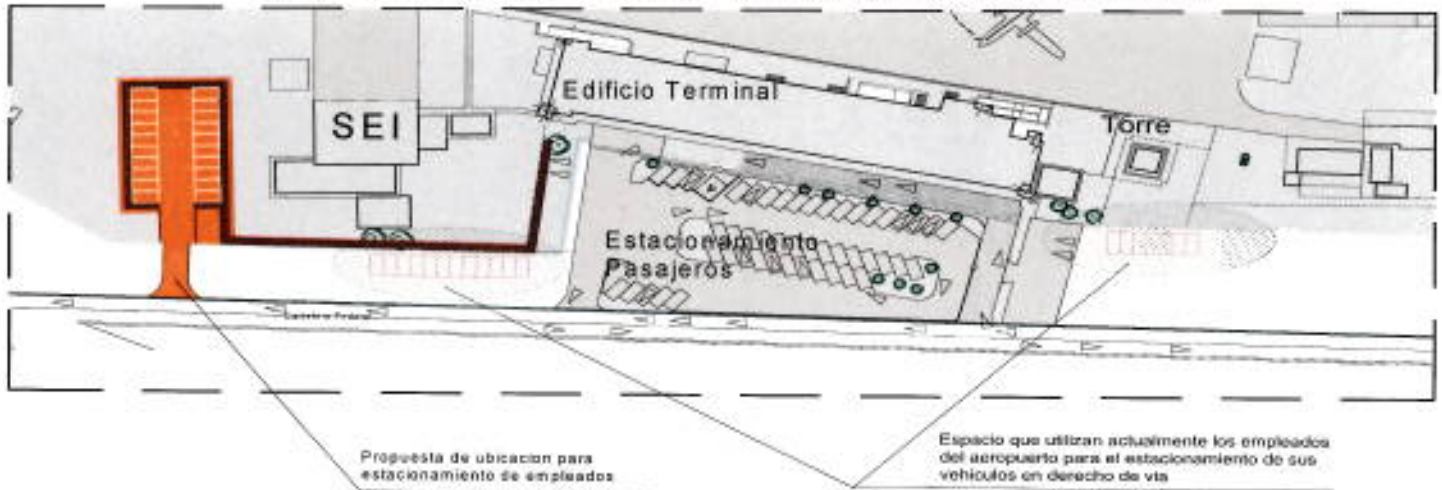 Edificio Terminal
SEI
Torre
Estacionamiento
Pasajeros
Propuesta de ubicacion para
estacionamiento de empleados
Espacio que utilizan actualmente los empleados
del aeropuerto para el estacionamiento de sus
vehiculos en derecho de via